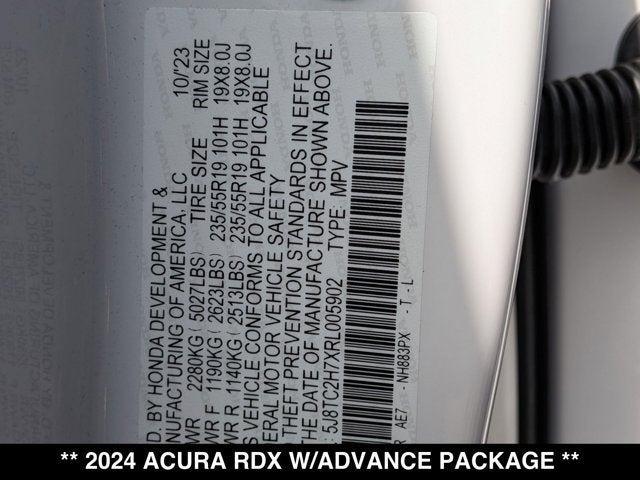 D. BY HONDA DEVELOPMENT &
NUFACTURING OF AMERICA, LLC 10/'23
WR 2280KG(5027LBS) TIRE SIZE RIM SIZE
WR F 1190KG(2623LBS) 235/55R19 101H 19X8.0J
WR R 1140KG(2513LBS) 235/55R19 101H 19X8.0J
S VEHICLE CONFORMS TO ALL APPLICABLE
ERAL MOTOR VEHICLE SAFETY
THEFT PREVENTION STANDARDS IN EFFECT
THE DATE OF MANUFACTURE SHOWN ABOVE.
: 5J8TC2H7XRL005902 TYPE: MPV
R AE7 - NH883PX - T - L
** 2024 ACURA RDX W/ADVANCE PACKAGE **